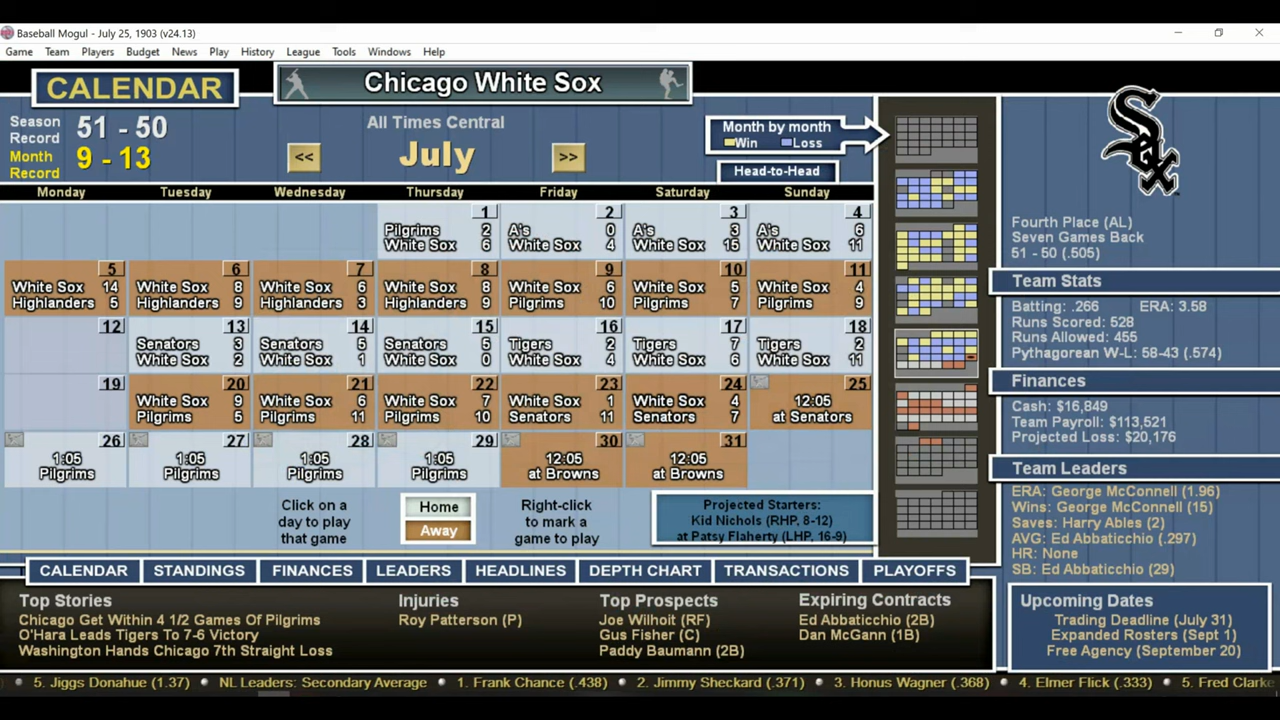 Baseball Mogul - July 25, 1903 (v24.13)
Game Team Players Budget News Play History League Tools Windows Help
CALENDAR
Chicago White Sox
Season Record 51 - 50
Month Record 9 - 13
All Times Central
<< July >>
Month by month
Win Loss
Head-to-Head
Monday Tuesday Wednesday Thursday Friday Saturday Sunday
1 2 3 4
Pilgrims 2 A's 0 A's 3 A's 6
White Sox 6 White Sox 4 White Sox 15 White Sox 11
5 6 7 8 9 10 11
White Sox 14 White Sox 8 White Sox 6 White Sox 8 White Sox 6 White Sox 5 White Sox 4
Highlanders 5 Highlanders 9 Highlanders 3 Highlanders 9 Pilgrims 10 Pilgrims 7 Pilgrims 9
12 13 14 15 16 17 18
Senators 3 Senators 5 Senators 5 Tigers 2 Tigers 7 Tigers 2
White Sox 2 White Sox 1 White Sox 0 White Sox 4 White Sox 6 White Sox 11
19 20 21 22 23 24 25
White Sox 9 White Sox 6 White Sox 7 White Sox 1 White Sox 4 12:05
Pilgrims 5 Pilgrims 11 Pilgrims 10 Senators 11 Senators 7 at Senators
26 27 28 29 30 31
1:05 1:05 1:05 1:05 12:05 12:05
Pilgrims Pilgrims Pilgrims Pilgrims at Browns at Browns
Click on a
day to play
that game
Home
Away
Right-click
to mark a
game to play
Projected Starters:
Kid Nichols (RHP, 8-12)
at Patsy Flaherty (LHP, 16-9)
Sox
Fourth Place (AL)
Seven Games Back
51 - 50 (.505)
Team Stats
Batting: .266 ERA: 3.58
Runs Scored: 528
Runs Allowed: 455
Pythagorean W-L: 58-43 (.574)
Finances
Cash: $16,849
Team Payroll: $113,521
Projected Loss: $20,176
Team Leaders
ERA: George McConnell (1.96)
Wins: George McConnell (15)
Saves: Harry Ables (2)
AVG: Ed Abbaticchio (.297)
HR: None
SB: Ed Abbaticchio (29)
CALENDAR STANDINGS FINANCES LEADERS HEADLINES DEPTH CHART TRANSACTIONS PLAYOFFS
Top Stories
Chicago Get Within 4 1/2 Games Of Pilgrims
O'Hara Leads Tigers To 7-6 Victory
Washington Hands Chicago 7th Straight Loss
Injuries
Roy Patterson (P)
Top Prospects
Joe Wilhoit (RF)
Gus Fisher (C)
Paddy Baumann (2B)
Expiring Contracts
Ed Abbaticchio (2B)
Dan McGann (1B)
Upcoming Dates
Trading Deadline (July 31)
Expanded Rosters (Sept 1)
Free Agency (September 20)
5. Jiggs Donahue (1.37) NL Leaders: Secondary Average 1. Frank Chance (.438) 2. Jimmy Sheckard (.371) 3. Honus Wagner (.368) 4. Elmer Flick (.333) 5. Fred Clarke